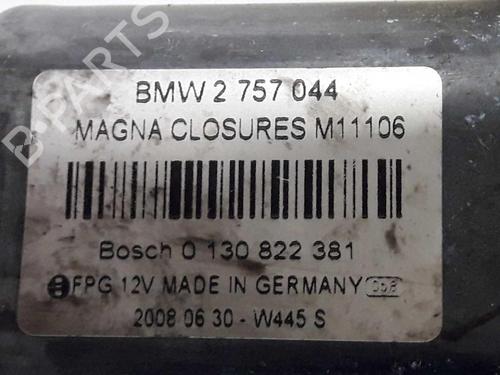 BMW 2 757 044
MAGNA CLOSURES M11106
Bosch 0 130 822 381
FPG 12V MADE IN GERMANY
2008 06 30 - W445 S
B-PARTS